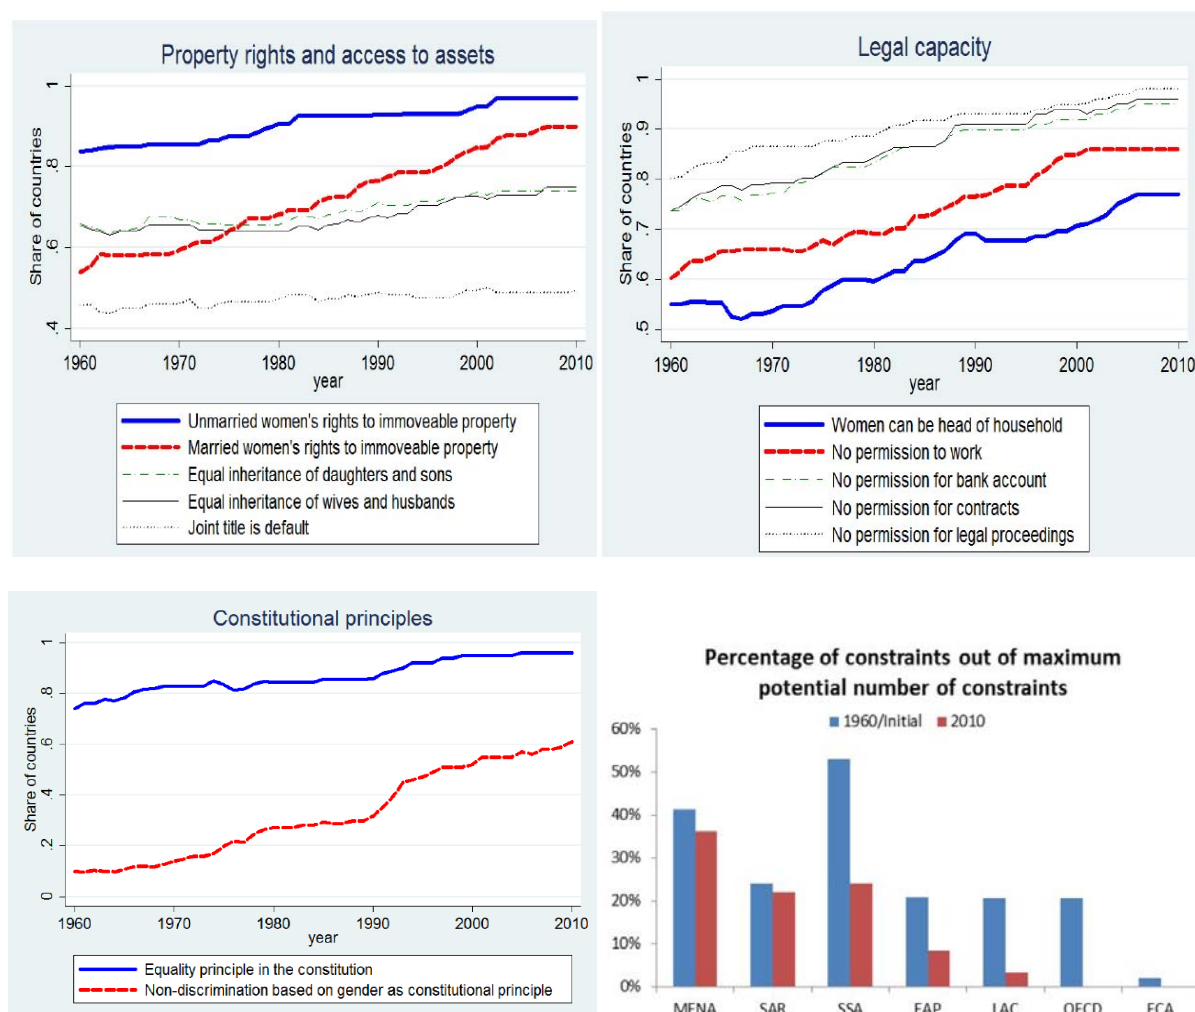 Property rights and access to assets
Share of countries
1
.8
.6
.4
1960 1970 1980 1990 2000 2010
year
Unmarried women's rights to immoveable property
Married women's rights to immoveable property
Equal inheritance of daughters and sons
Equal inheritance of wives and husbands
Joint title is default
Legal capacity
Share of countries
1
.9
.8
.7
.6
.5
1960 1970 1980 1990 2000 2010
year
Women can be head of household
No permission to work
No permission for bank account
No permission for contracts
No permission for legal proceedings
Constitutional principles
Share of countries
1
.8
.6
.4
.2
0
1960 1970 1980 1990 2000 2010
year
Equality principle in the constitution
Non-discrimination based on gender as constitutional principle
Percentage of constraints out of maximum
potential number of constraints
1960/Initial 2010
60%
50%
40%
30%
20%
10%
0%
MENA SAR SSA EAP LAC OECD ECA